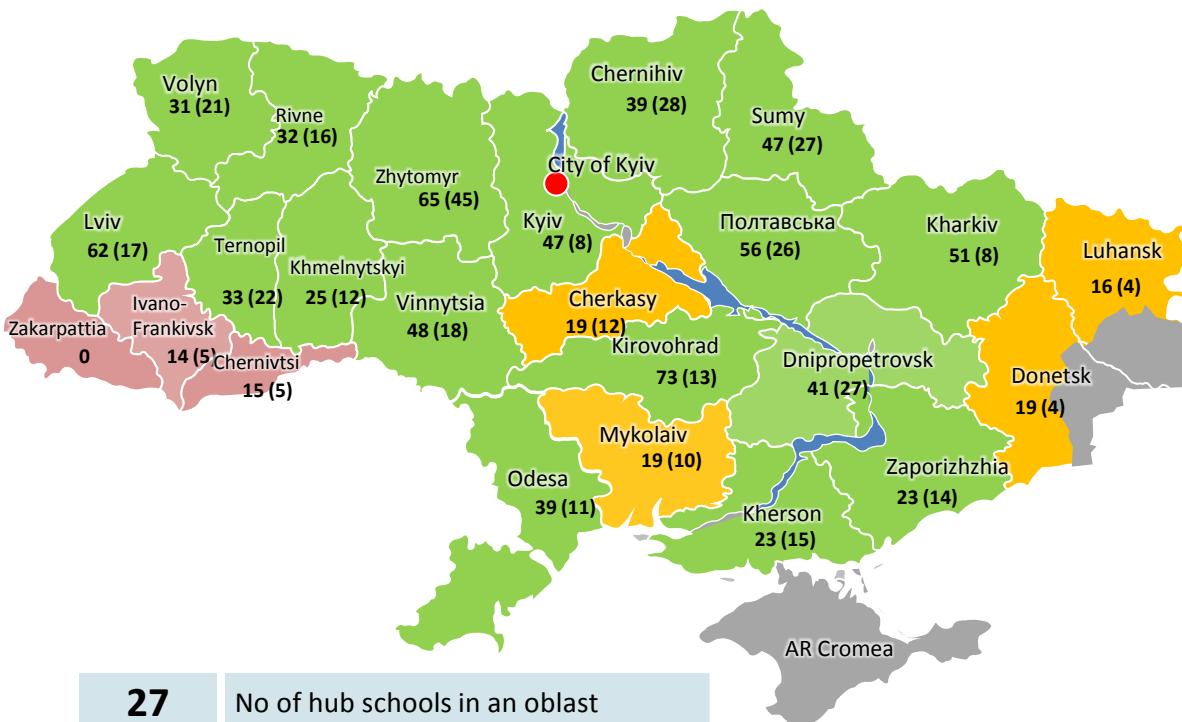 Chernihiv
39 (28)
Volyn
31 (21)
Rivne
32 (16)
Sumy
47 (27)
City of Kyiv
Zhytomyr
65 (45)
Lviv
62 (17)
Kyiv
47 (8)
Полтавська
56 (26)
Kharkiv
51 (8)
Ternopil
33 (22)
Khmelnytskyi
25 (12)
Luhansk
16 (4)
Vinnytsia
48 (18)
Cherkasy
19 (12)
Ivano-
Frankivsk
14 (5)
Zakarpattia
0
Chernivtsi
15 (5)
Kirovohrad
73 (13)
Dnipropetrovsk
41 (27)
Donetsk
19 (4)
Mykolaiv
19 (10)
Odesa
39 (11)
Zaporizhzhia
23 (14)
Kherson
23 (15)
AR Cromea
27 No of hub schools in an oblast